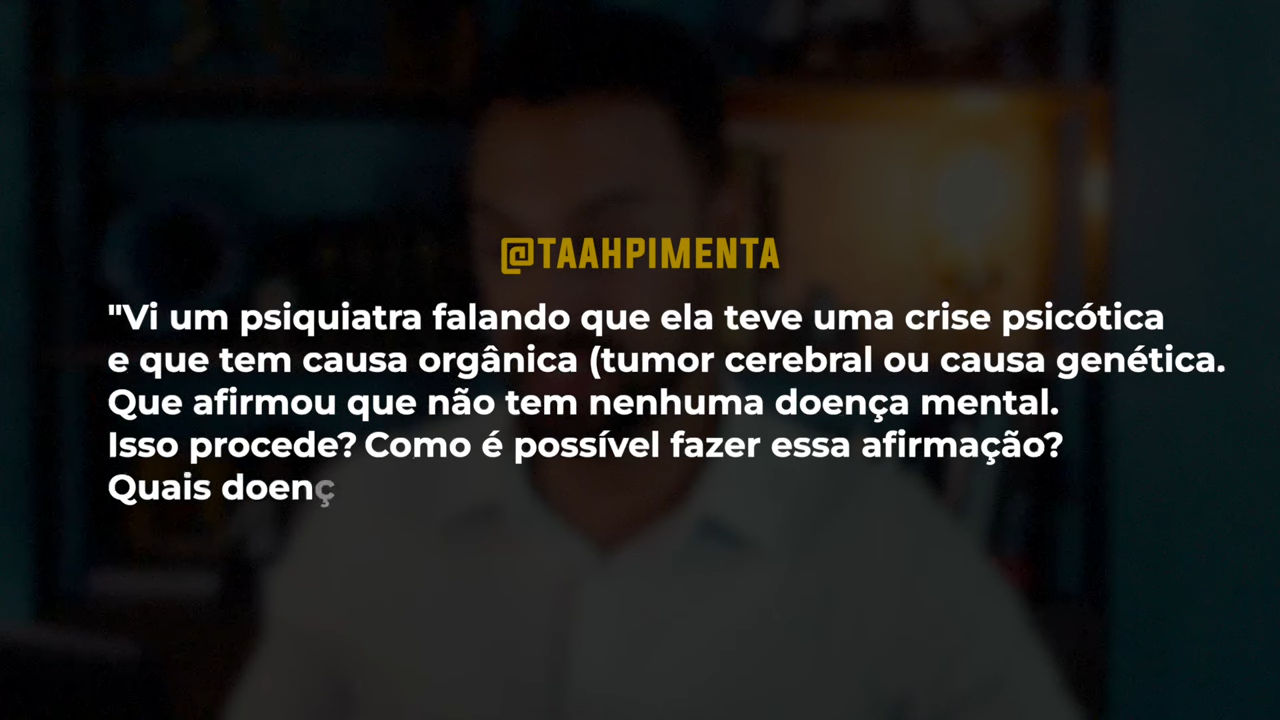 @TAAHPIMENTA
"Vi um psiquiatra falando que ela teve uma crise psicótica
e que tem causa orgânica (tumor cerebral ou causa genética.
Que afirmou que não tem nenhuma doença mental.
Isso procede? Como é possível fazer essa afirmação?
Quais doenç